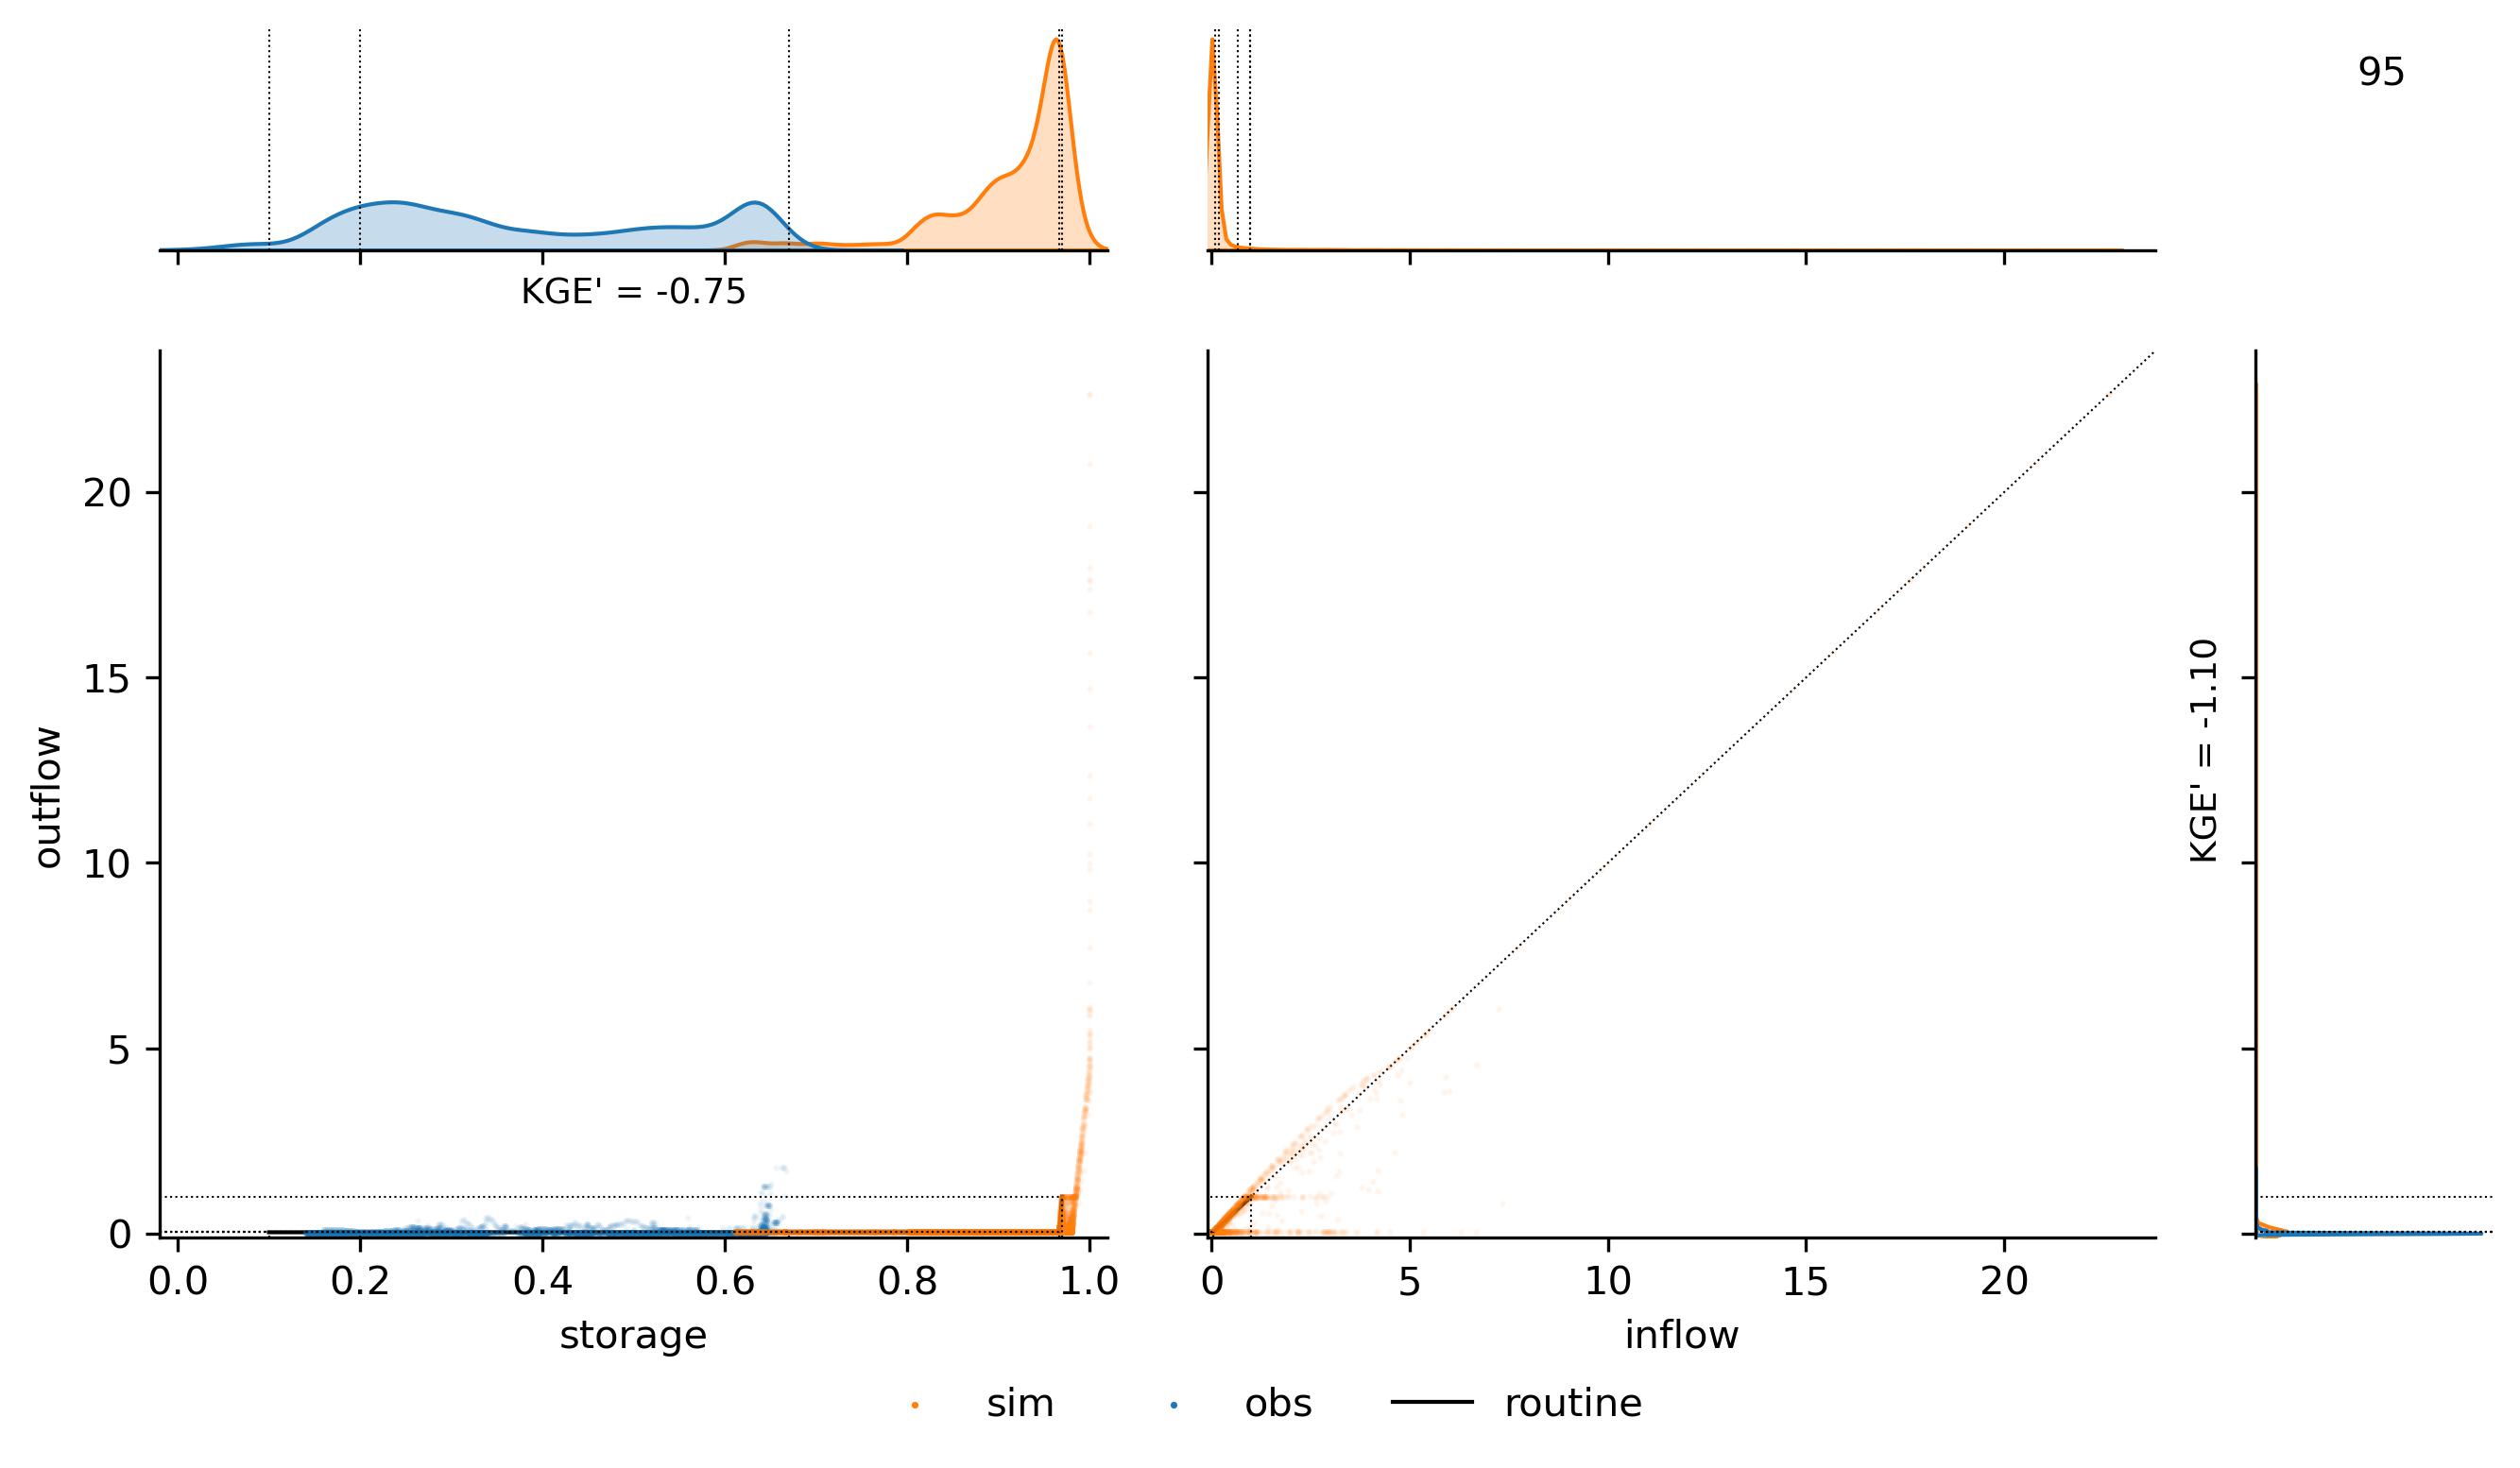 95
KGE' = -0.75
outflow
20
15
10
5
0
0.0 0.2 0.4 0.6 0.8 1.0
storage
0 5 10 15 20
inflow
KGE' = -1.10
sim obs routine